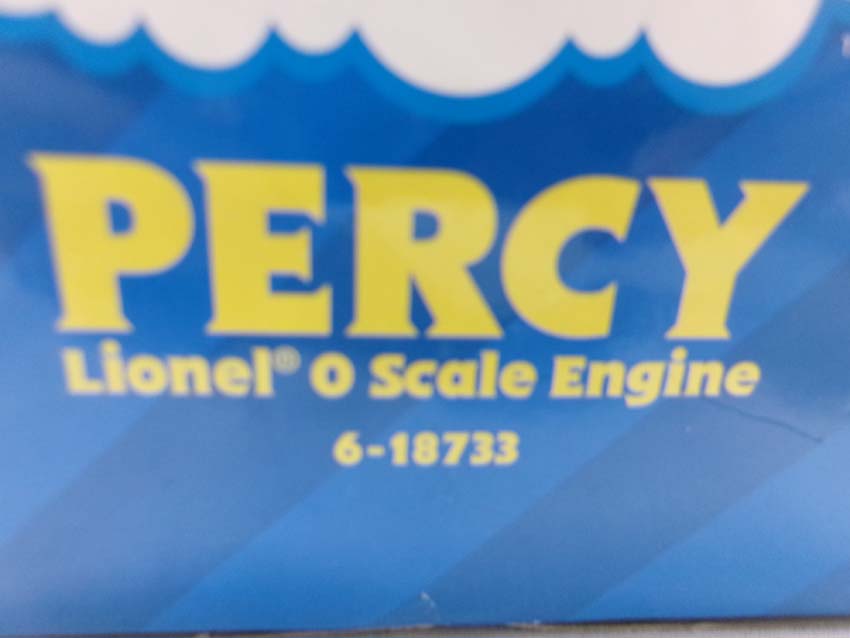 PERCY
Lionel® O Scale Engine
6-18733